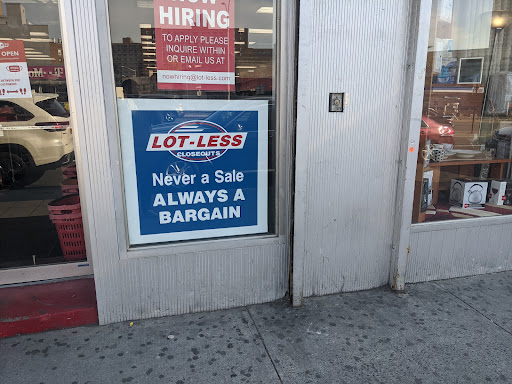 NOW
HIRING
TO APPLY PLEASE
INQUIRE WITHIN
OR EMAIL US AT
nowhiring@lot-less.com
OPEN
LOT-LESS
CLOSEOUTS
Never a Sale
ALWAYS A
BARGAIN